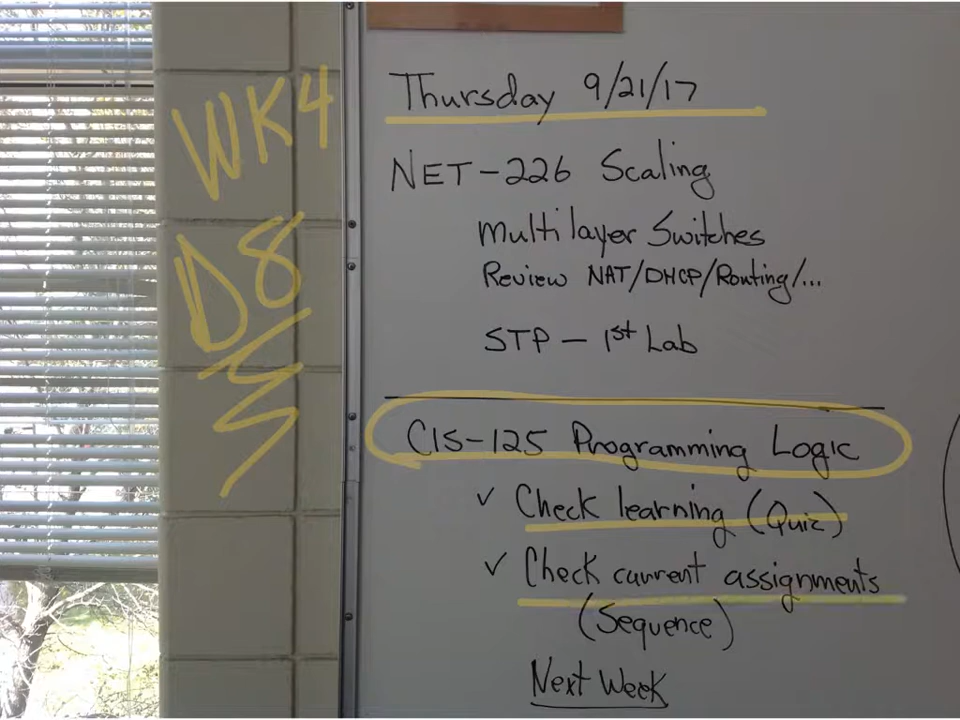 WK4
D8
Thursday 9/21/17
NET-226 Scaling
Multilayer Switches
Review NAT/DHCP/Routing/...
STP - 1st Lab
CIS-125 Programming Logic
✓ Check learning (Quiz)
✓ Check current assignments
(Sequence)
Next Week